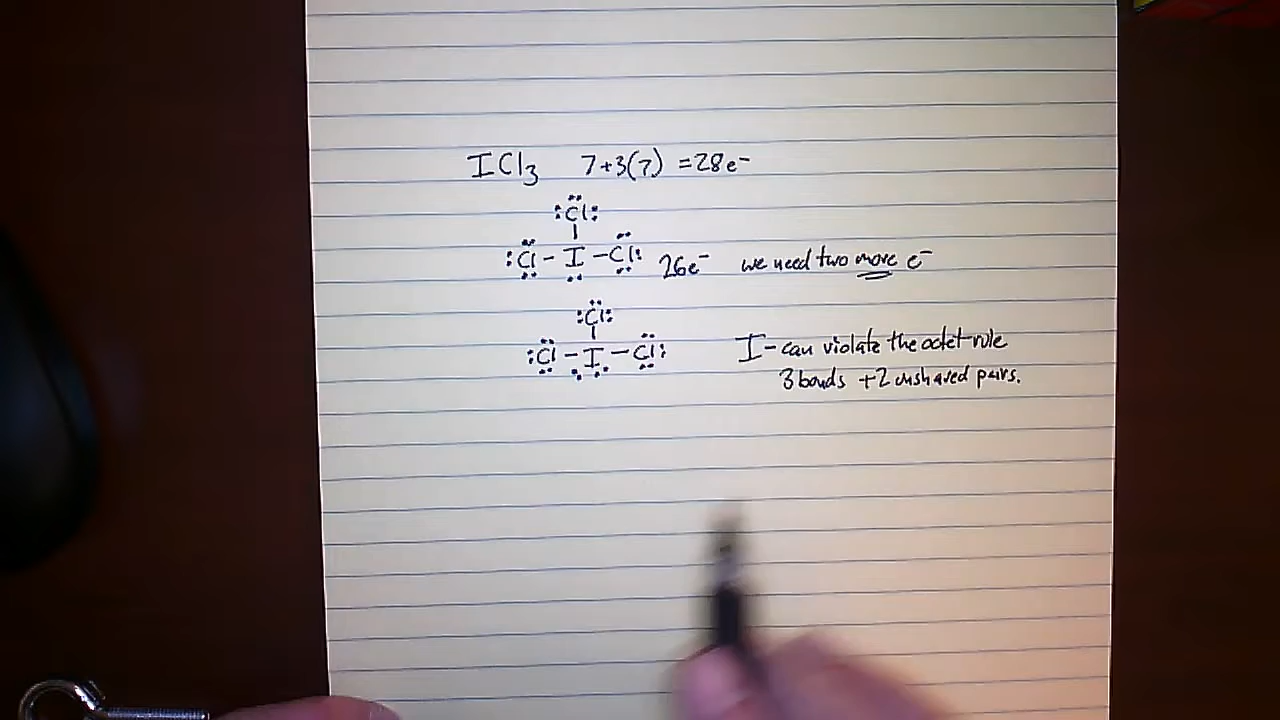 ICl₃ 7+3(7) =28e⁻
:Cl:
:Cl - I - Cl: 26e⁻ we need two more e⁻
:Cl:
:Cl - I - Cl: I - can violate the octet rule
3 bonds + 2 unshared pairs.